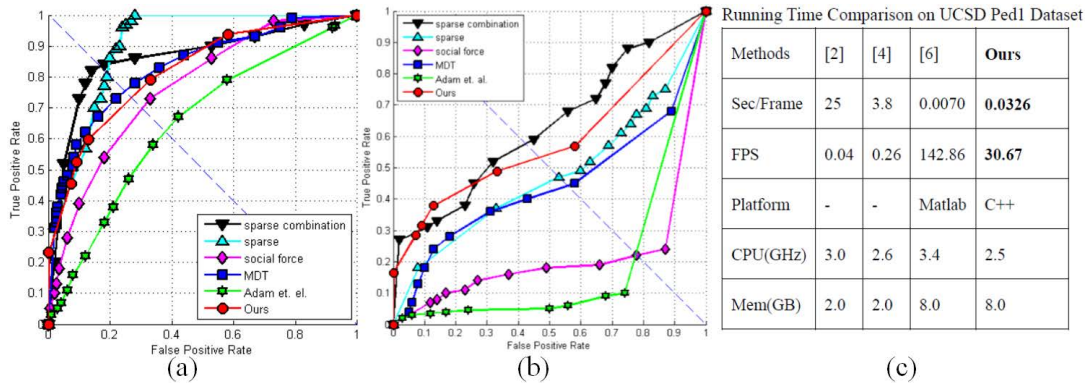 1
0.9
0.8
0.7
0.6
0.5
0.4
0.3
0.2
0.1
0
True Positive Rate
sparse combination
sparse
social force
MDT
Adam et. el.
Ours
0 0.2 0.4 0.6 0.8 1
False Positive Rate
(a)
1
0.9
0.8
0.7
0.6
0.5
0.4
0.3
0.2
0.1
0
True Positive Rate
sparse combination
sparse
social force
MDT
Adam et. al.
Ours
0 0.1 0.2 0.3 0.4 0.5 0.6 0.7 0.8 0.9 1
False Positive Rate
(b)
Running Time Comparison on UCSD Ped1 Dataset
Methods [2] [4] [6] Ours
Sec/Frame 25 3.8 0.0070 0.0326
FPS 0.04 0.26 142.86 30.67
Platform - - Matlab C++
CPU(GHz) 3.0 2.6 3.4 2.5
Mem(GB) 2.0 2.0 8.0 8.0
(c)